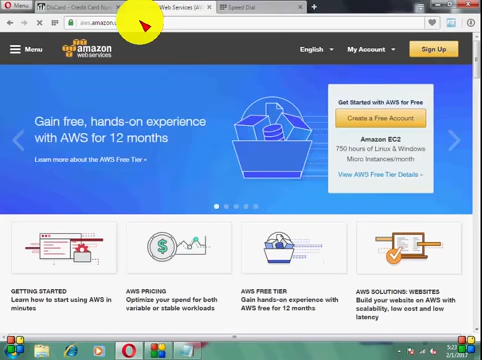 Menu
DisCard - Credit Card Num
Web Services (AW
Speed Dial
aws.amazon.
Menu
amazon
web services
English
My Account
Sign Up
Gain free, hands-on experience
with AWS for 12 months
Learn more about the AWS Free Tier »
Get Started with AWS for Free
Create a Free Account
Amazon EC2
750 hours of Linux & Windows
Micro Instances/month
View AWS Free Tier Details »
GETTING STARTED
Learn how to start using AWS in
minutes
AWS PRICING
Optimize your spend for both
variable or stable workloads
AWS FREE TIER
Gain hands-on experience with
AWS free for 12 months
AWS SOLUTIONS: WEBSITES
Build your website on AWS with
scalability, low cost and low
latency
2/1/2017